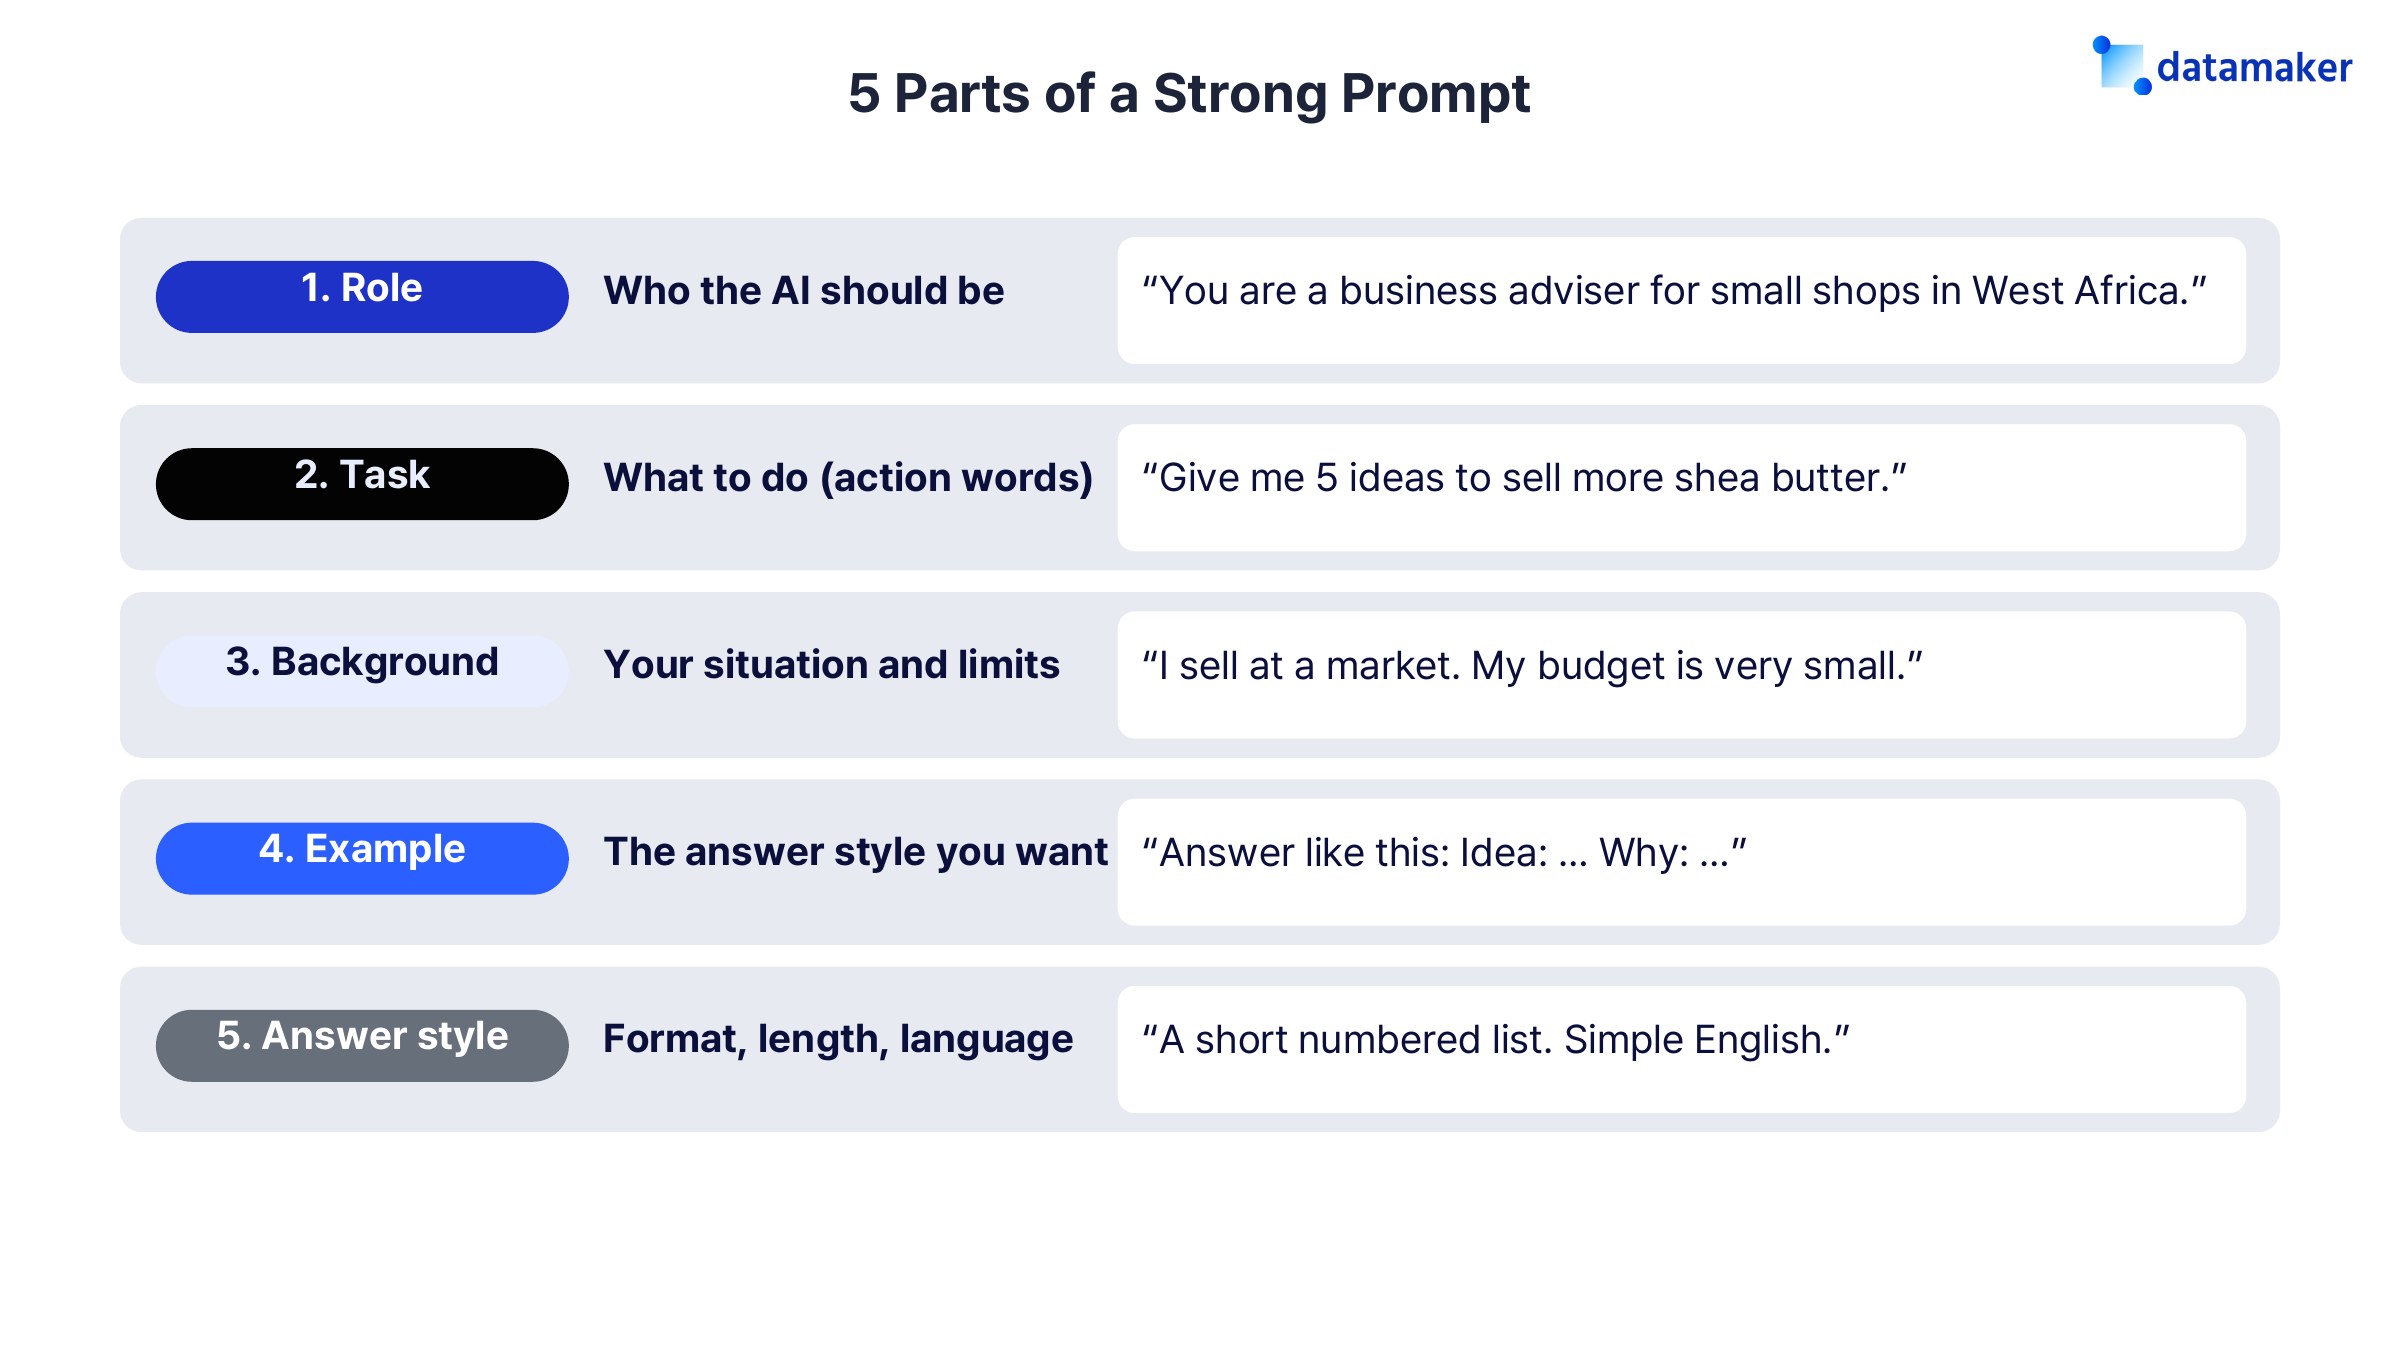 5 Parts of a Strong Prompt
datamaker
1. Role
Who the AI should be
“You are a business adviser for small shops in West Africa.”
2. Task
What to do (action words)
“Give me 5 ideas to sell more shea butter.”
3. Background
Your situation and limits
“I sell at a market. My budget is very small.”
4. Example
The answer style you want
“Answer like this: Idea: ... Why: ...”
5. Answer style
Format, length, language
“A short numbered list. Simple English.”